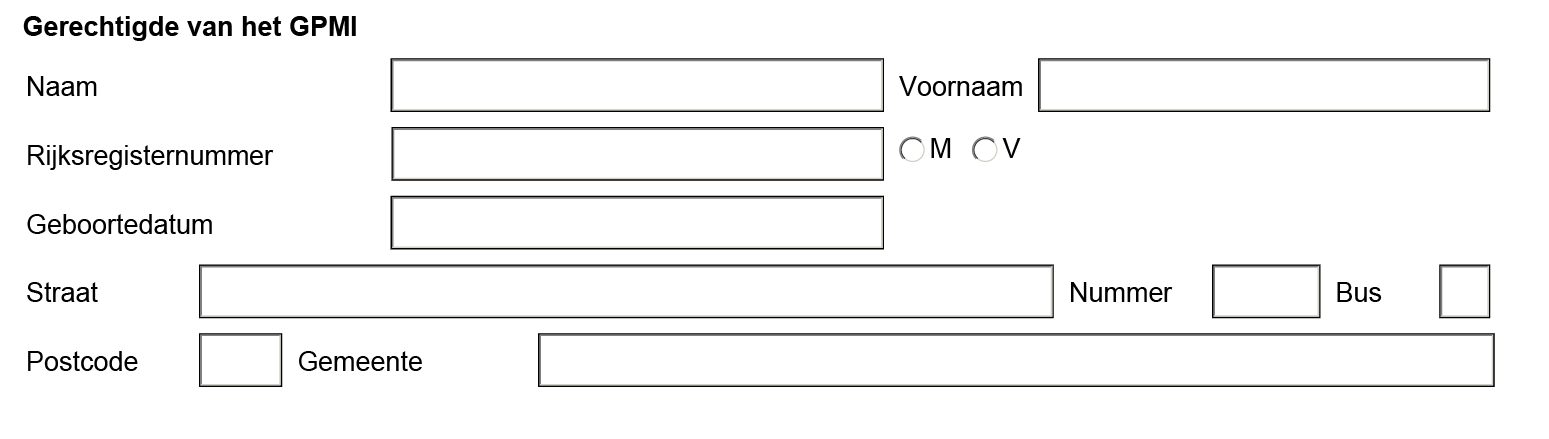 Gerechtigde van het GPMI
Naam Voornaam
Rijksregisternummer M V
Geboortedatum
Straat Nummer Bus
Postcode Gemeente